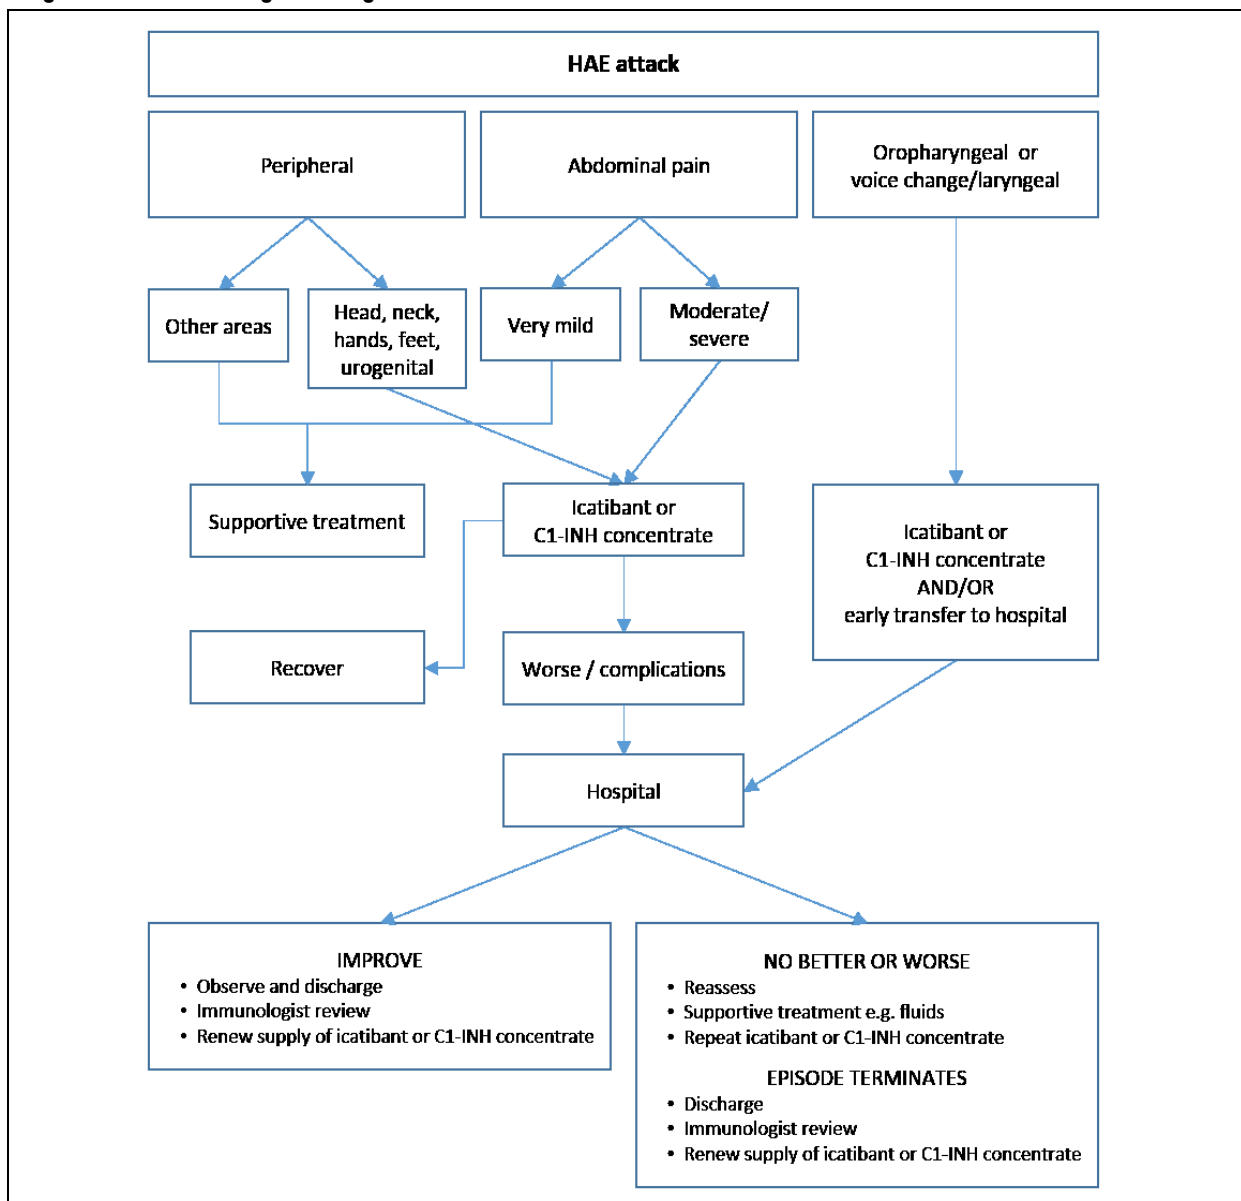 HAE attack
Peripheral
Abdominal pain
Oropharyngeal or
voice change/laryngeal
Other areas
Head, neck,
hands, feet,
urogenital
Very mild
Moderate/
severe
Supportive treatment
Icatibant or
C1-INH concentrate
Icatibant or
C1-INH concentrate
AND/OR
early transfer to hospital
Recover
Worse / complications
Hospital
IMPROVE
• Observe and discharge
• Immunologist review
• Renew supply of icatibant or C1-INH concentrate
NO BETTER OR WORSE
• Reassess
• Supportive treatment e.g. fluids
• Repeat icatibant or C1-INH concentrate
EPISODE TERMINATES
• Discharge
• Immunologist review
• Renew supply of icatibant or C1-INH concentrate